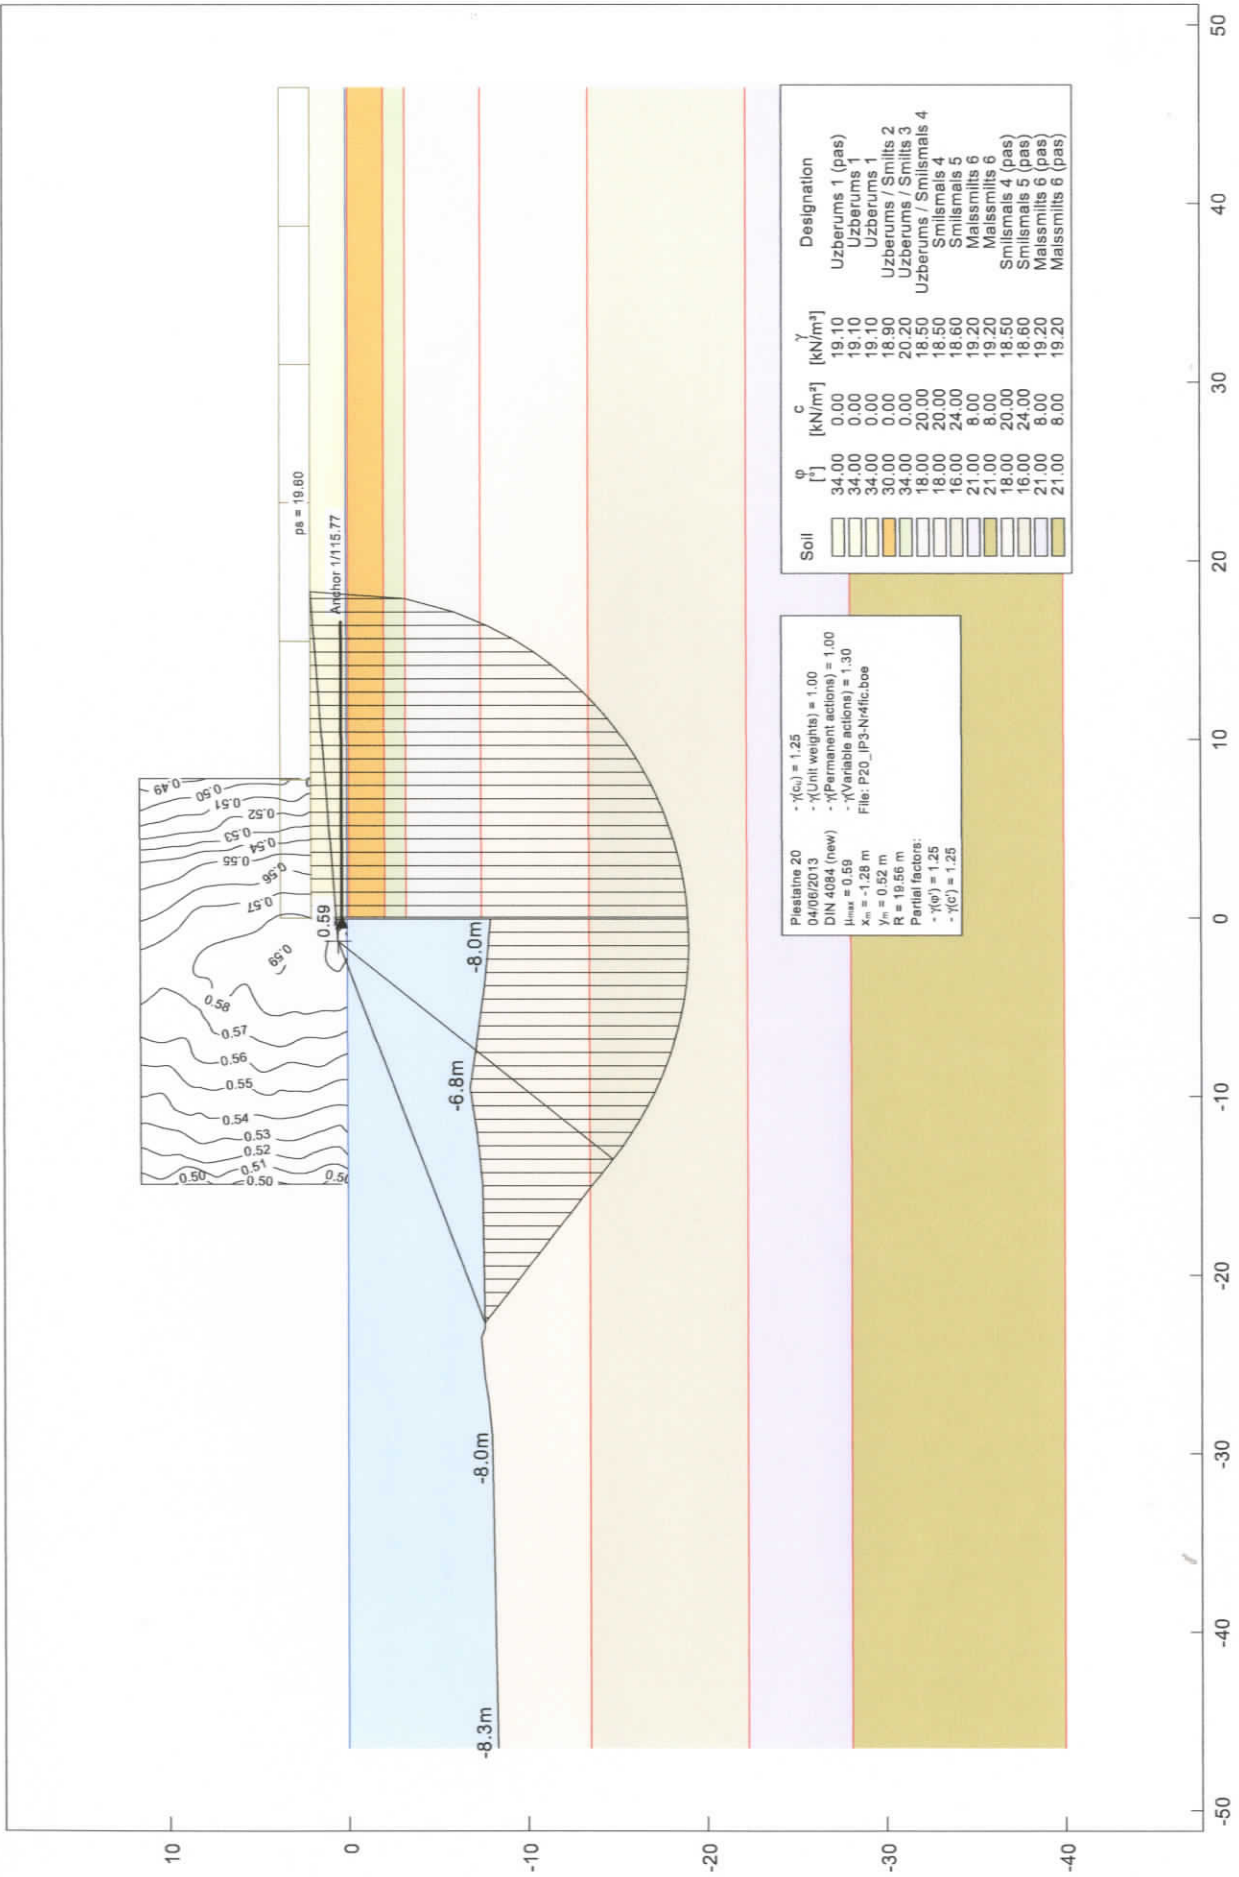 0.49
0.50
0.51
0.52
0.53
0.54
0.55
0.56
0.57
0.59
0.59
0.58
0.57
0.56
0.55
0.54
0.53
0.52
0.51
0.50
0.50
ps = 19.60
Anchor 1/115.77
-8.0m
-6.8m
-8.0m
-8.3m
Piestatne 20
04/06/2013
DIN 4084 (new)
μmax = 0.59
xm = -1.28 m
ym = 0.52 m
R = 19.56 m
Partial factors:
- γ(φ') = 1.25
- γ(c') = 1.25
- γ(cu) = 1.25
- γ(Unit weights) = 1.00
- γ(Permanent actions) = 1.00
- γ(Variable actions) = 1.30
File: P20_IP3-Nr4fic.boe
Soil φ c γ Designation
[°] [kN/m²] [kN/m³]
34.00 0.00 19.10 Uzberums 1 (pas)
34.00 0.00 19.10 Uzberums 1
34.00 0.00 19.10 Uzberums 1
30.00 0.00 18.90 Uzberums / Smilts 2
34.00 0.00 20.20 Uzberums / Smilts 3
18.00 20.00 18.50 Uzberums / Smilsmals 4
18.00 20.00 18.50 Smilsmals 4
16.00 24.00 18.60 Smilsmals 5
21.00 8.00 19.20 Malssmilts 6
21.00 8.00 19.20 Malssmilts 6
18.00 20.00 18.50 Smilsmals 4 (pas)
16.00 24.00 18.60 Smilsmals 5 (pas)
21.00 8.00 19.20 Malssmilts 6 (pas)
21.00 8.00 19.20 Malssmilts 6 (pas)
10
0
-10
-20
-30
-40
-50
-40
-30
-20
-10
0
10
20
30
40
50